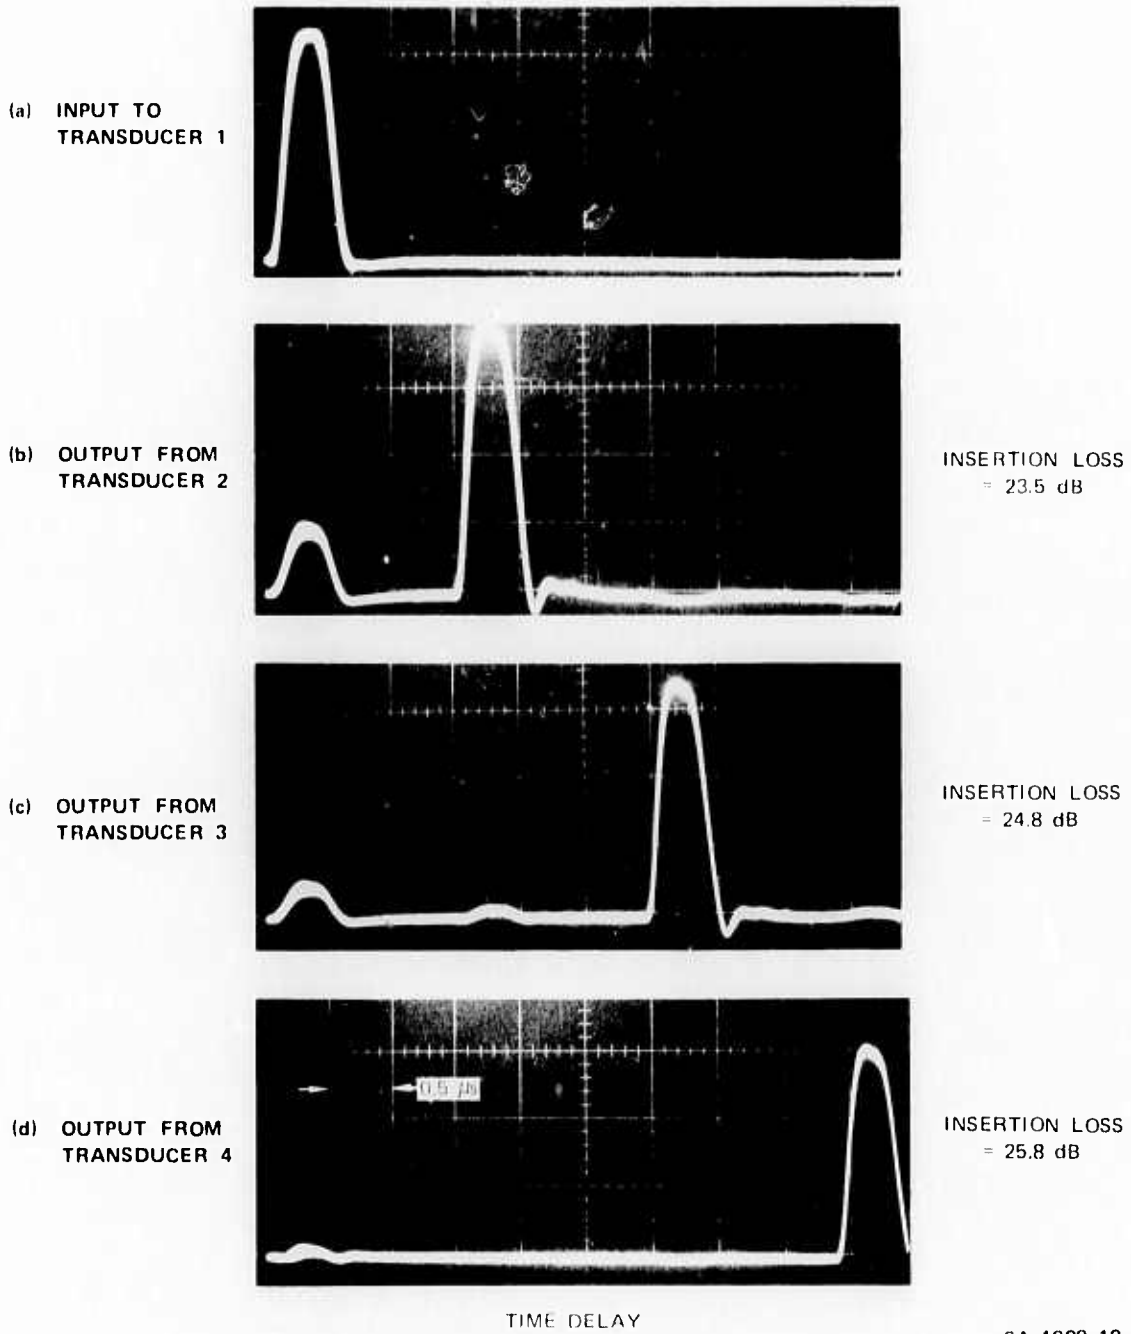 (a) INPUT TO
TRANSDUCER 1
(b) OUTPUT FROM
TRANSDUCER 2
INSERTION LOSS
= 23.5 dB
(c) OUTPUT FROM
TRANSDUCER 3
INSERTION LOSS
= 24.8 dB
0.5 μs
(d) OUTPUT FROM
TRANSDUCER 4
INSERTION LOSS
= 25.8 dB
TIME DELAY